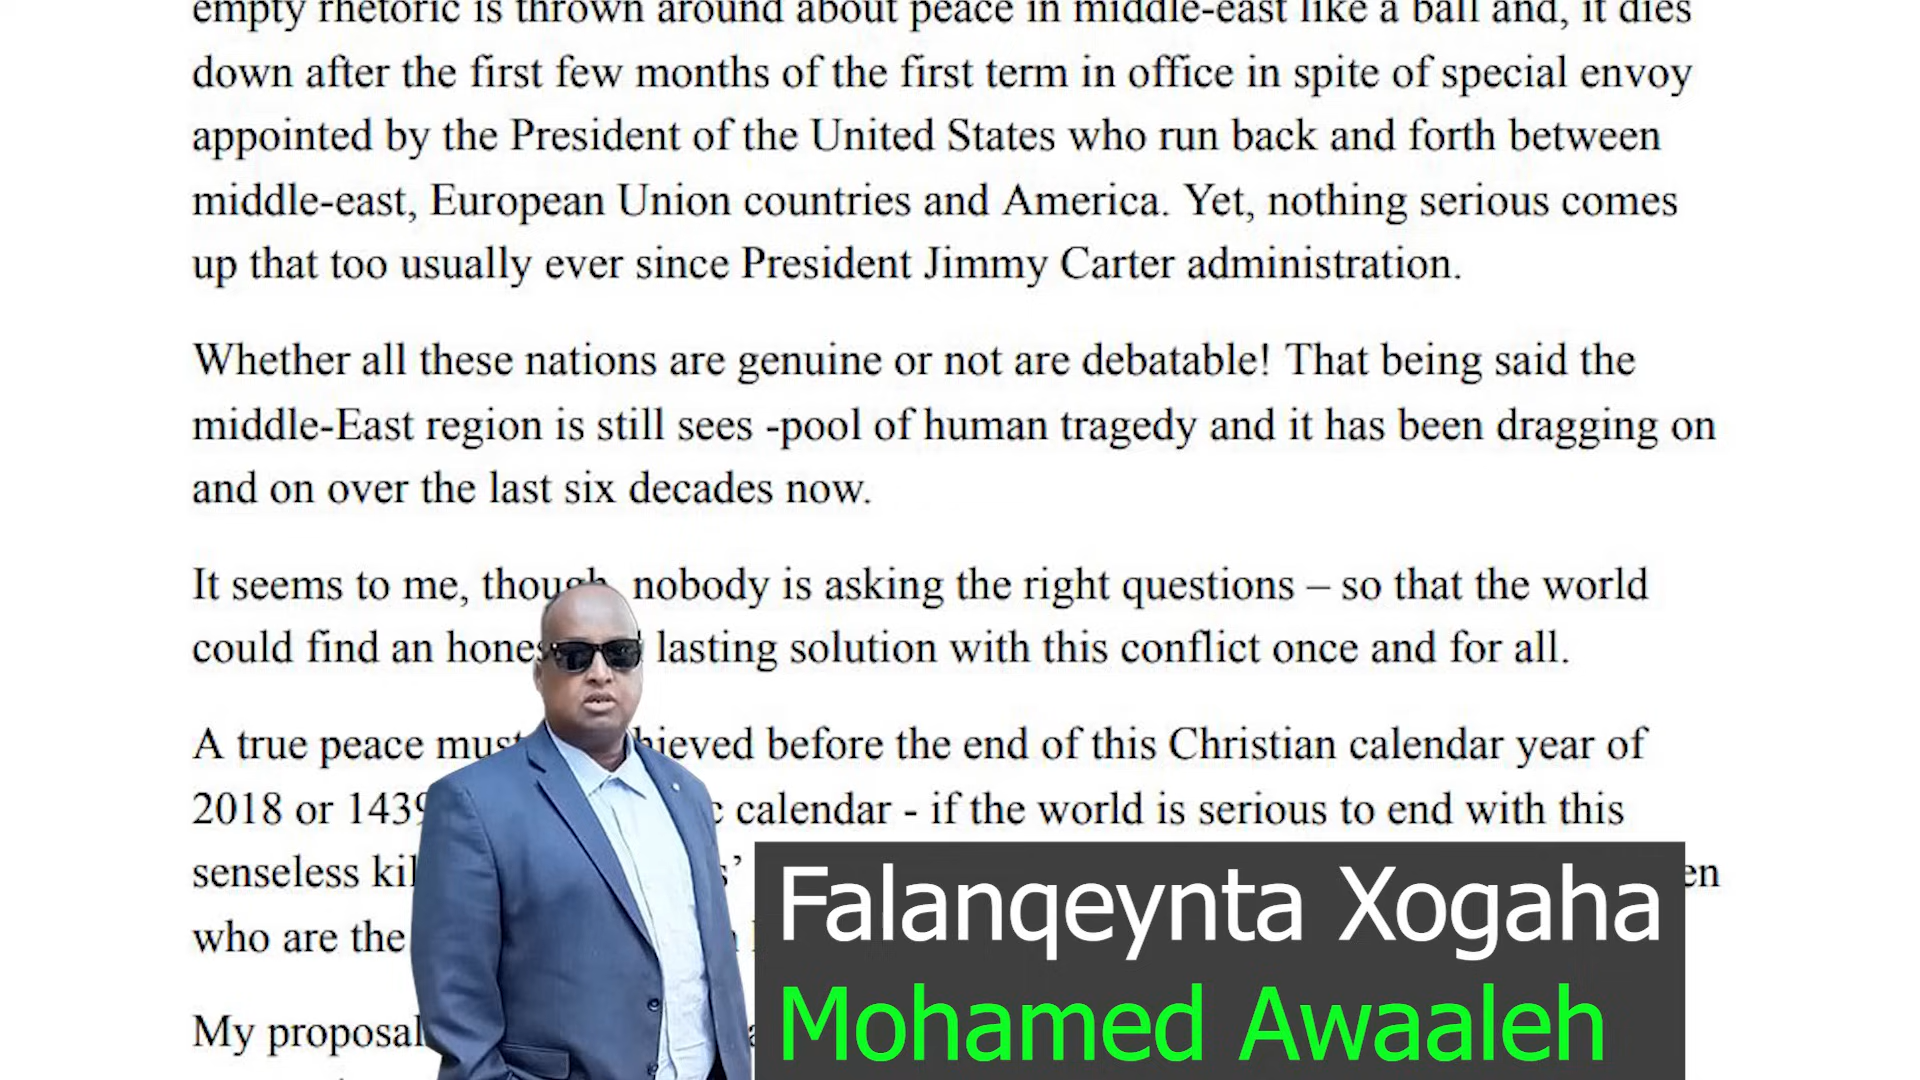 empty rhetoric is thrown around about peace in middle-east like a ball and, it dies
down after the first few months of the first term in office in spite of special envoy
appointed by the President of the United States who run back and forth between
middle-east, European Union countries and America. Yet, nothing serious comes
up that too usually ever since President Jimmy Carter administration.
Whether all these nations are genuine or not are debatable! That being said the
middle-East region is still sees -pool of human tragedy and it has been dragging on
and on over the last six decades now.
It seems to me, though, nobody is asking the right questions – so that the world
could find an lasting solution with this conflict once and for all.
A true peace before the end of this Christian calendar year of
2018 or calendar - if the world is serious to end with this
senseless
who are the
My proposal
Falanqeynta Xogaha
Mohamed Awaaleh